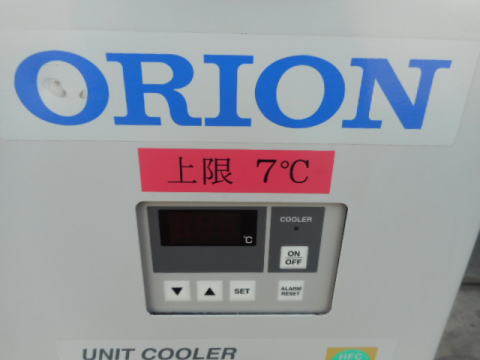 ORION
上限 7℃
COOLER
℃
ON
OFF
▼ ▲ SET
ALARM
RESET
UNIT COOLER
HFC